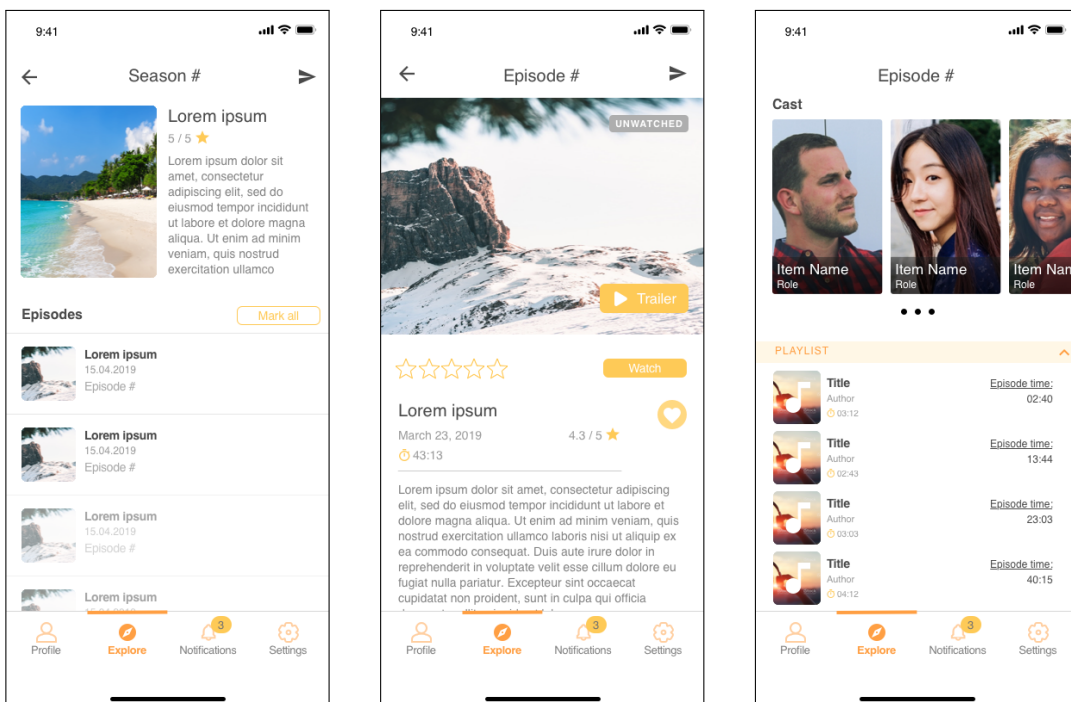 9:41
Season #
Lorem ipsum
5 / 5
Lorem ipsum dolor sit
amet, consectetur
adipiscing elit, sed do
eiusmod tempor incididunt
ut labore et dolore magna
aliqua. Ut enim ad minim
veniam, quis nostrud
exercitation ullamco
Episodes
Mark all
Lorem ipsum
15.04.2019
Episode #
Lorem ipsum
15.04.2019
Episode #
Lorem ipsum
15.04.2019
Episode #
Lorem ipsum
Profile
Explore
3
Notifications
Settings
9:41
Episode #
UNWATCHED
Trailer
Watch
Lorem ipsum
March 23, 2019
4.3 / 5
43:13
Lorem ipsum dolor sit amet, consectetur adipiscing
elit, sed do eiusmod tempor incididunt ut labore et
dolore magna aliqua. Ut enim ad minim veniam, quis
nostrud exercitation ullamco laboris nisi ut aliquip ex
ea commodo consequat. Duis aute irure dolor in
reprehenderit in voluptate velit esse cillum dolore eu
fugiat nulla pariatur. Excepteur sint occaecat
cupidatat non proident, sunt in culpa qui officia
Profile
Explore
3
Notifications
Settings
9:41
Episode #
Cast
Item Name
Role
Item Name
Role
Item Nam
Role
PLAYLIST
Title
Author
03:12
Episode time:
02:40
Title
Author
02:43
Episode time:
13:44
Title
Author
03:03
Episode time:
23:03
Title
Author
04:12
Episode time:
40:15
Profile
Explore
3
Notifications
Settings